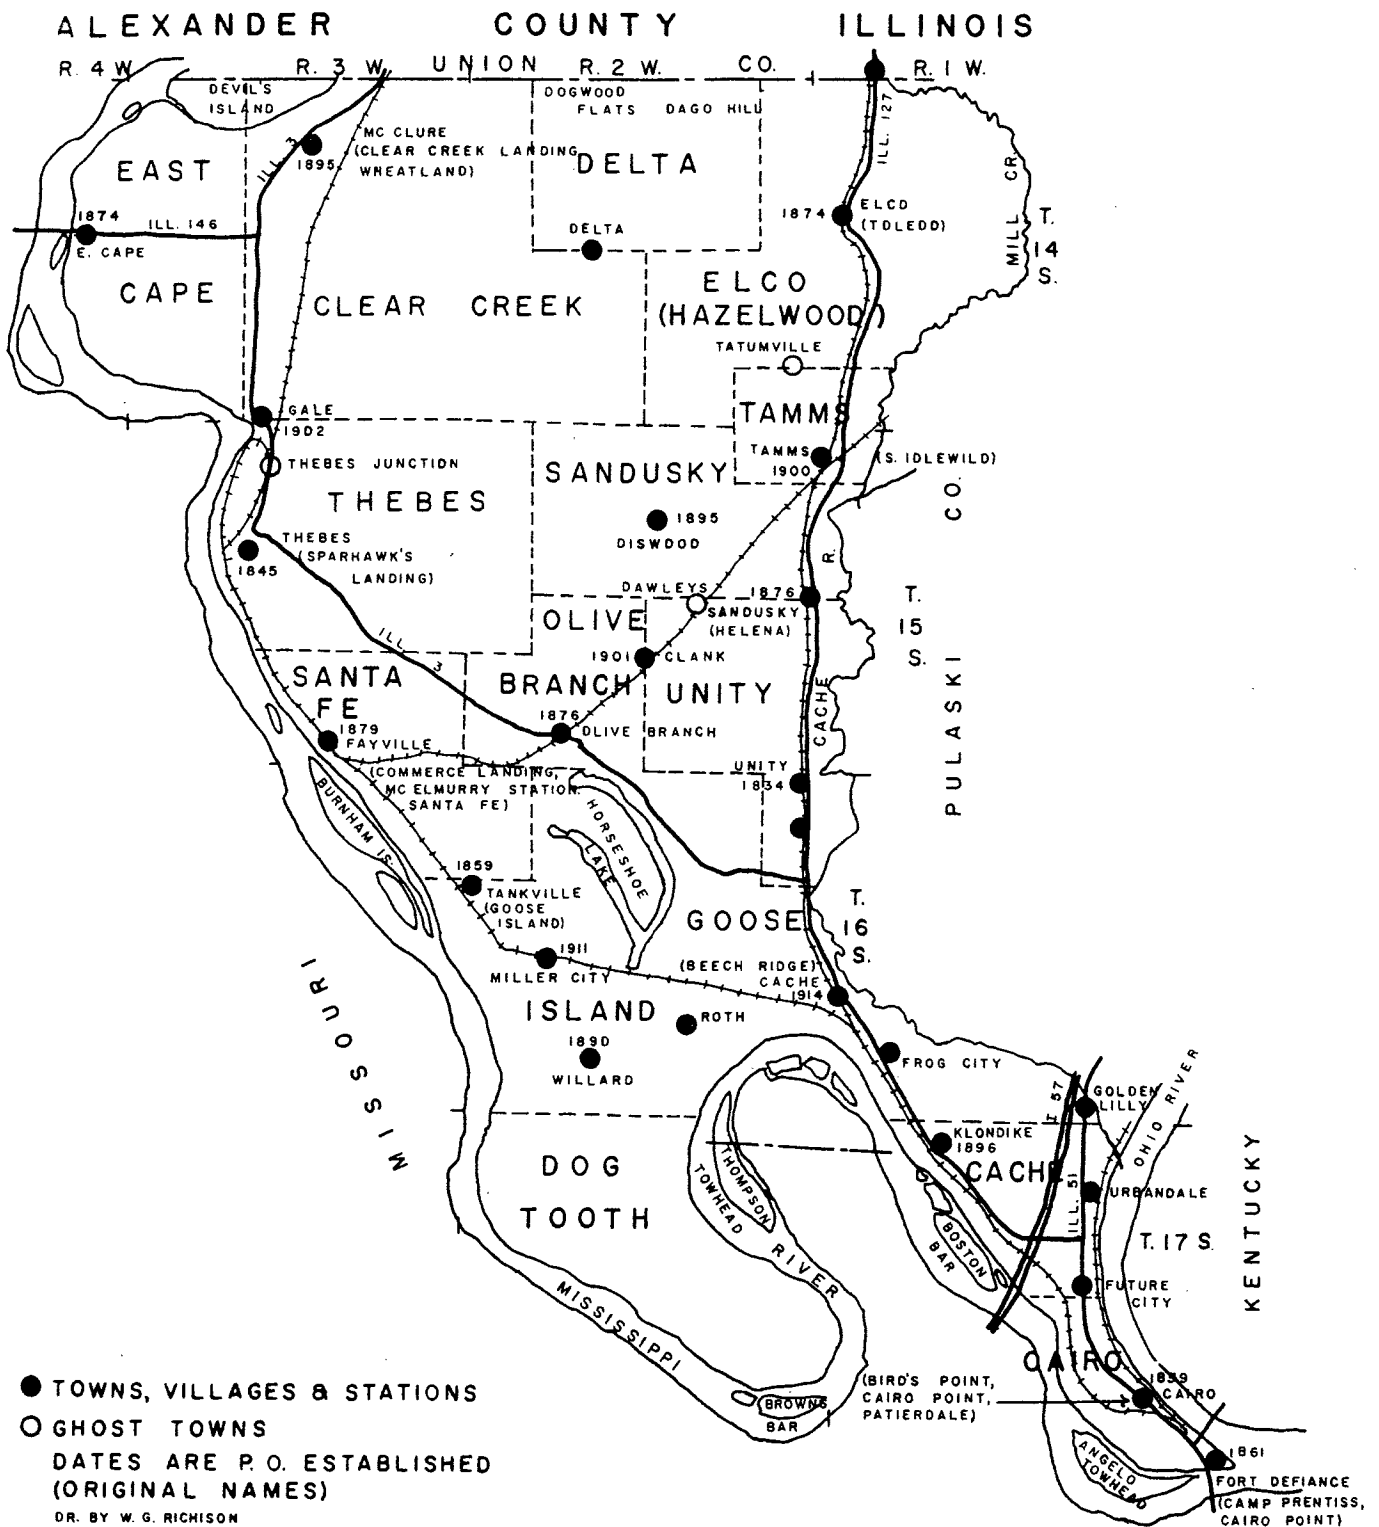 ALEXANDER COUNTY ILLINOIS
R. 4 W. R. 3 W. UNION R. 2 W. CO. R. 1 W.
DEVIL'S
ISLAND
DOGWOOD
FLATS DAGO HILL
ILL. 127
MC CLURE
(CLEAR CREEK LANDING
WHEATLAND)
1895
ILL. 3
EAST
DELTA
MILL CR.
1874
ILL. 146
E. CAPE
CAPE
DELTA
1874
ELCO
(TOLEDO)
T.
14
S.
CLEAR CREEK
ELCO
(HAZELWOOD)
TATUMVILLE
TAMMS
GALE
1902
TAMMS
1900
(S. IDLEWILD)
THEBES JUNCTION
THEBES
SANDUSKY
1895
DISWOOD
THEBES
(SPARHAWK'S
LANDING)
1845
CO.
R.
DAWLEYS
1876
SANDUSKY
(HELENA)
T.
15
S.
OLIVE
1901 CLANK
ILL. 3
SANTA
FE
BRANCH
UNITY
PULASKI
CACHE
1879
FAYVILLE
1876
OLIVE BRANCH
(COMMERCE LANDING,
MC ELMURRY STATION
SANTA FE)
UNITY
1834
BURNHAM IS.
HORSESHOE
LAKE
1859
TANKVILLE
(GOOSE
ISLAND)
GOOSE
T.
16
S.
1911
MILLER CITY
(BEECH RIDGE)
CACHE
1914
MISSOURI
ISLAND
ROTH
1890
WILLARD
FROG CITY
I 57
GOLDEN
LILLY
OHIO RIVER
KLONDIKE
1896
DOG
TOOTH
THOMPSON
TOWHEAD
CACHE
ILL. 51
URBANDALE
KENTUCKY
BOSTON
BAR
T. 17 S.
RIVER
MISSISSIPPI
FUTURE
CITY
CAIRO
(BIRD'S POINT,
CAIRO POINT,
PATIERDALE)
1839
CAIRO
BROWNS
BAR
ANGELO
TOWHEAD
1861
FORT DEFIANCE
(CAMP PRENTISS,
CAIRO POINT)
TOWNS, VILLAGES & STATIONS
GHOST TOWNS
DATES ARE P. O. ESTABLISHED
(ORIGINAL NAMES)
DR. BY W. G. RICHISON